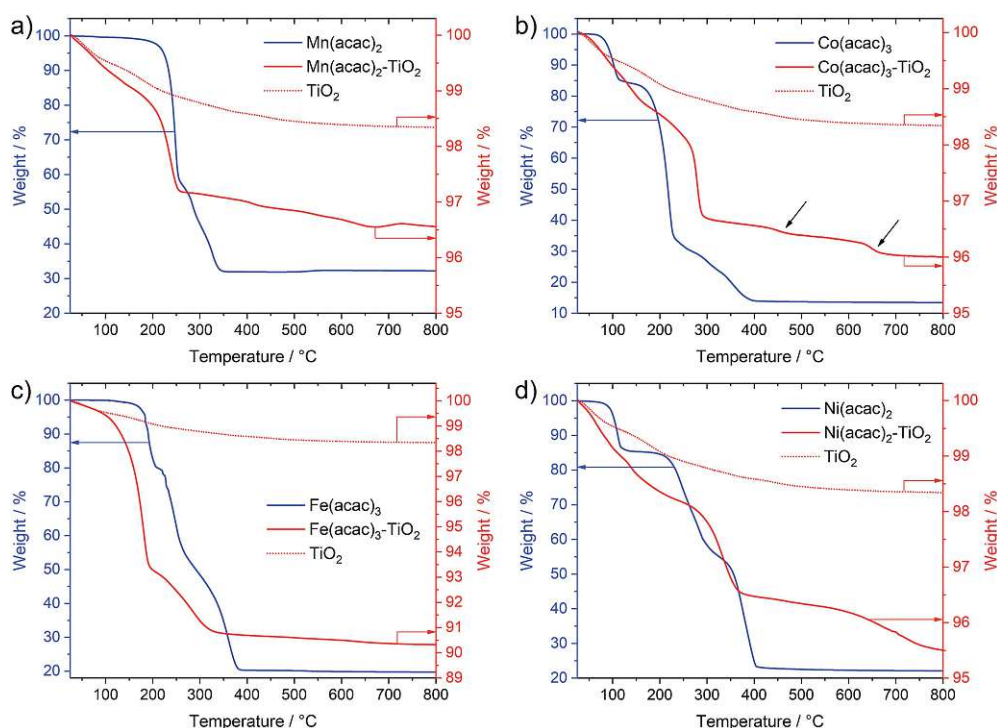 a)
Mn(acac)2
Mn(acac)2-TiO2
TiO2
Weight / %
100
90
80
70
60
50
40
30
20
100
99
98
97
96
95
Weight / %
100 200 300 400 500 600 700 800
Temperature / °C
b)
Co(acac)3
Co(acac)3-TiO2
TiO2
Weight / %
100
90
80
70
60
50
40
30
20
10
100
99
98
97
96
95
Weight / %
100 200 300 400 500 600 700 800
Temperature / °C
c)
Fe(acac)3
Fe(acac)3-TiO2
TiO2
Weight / %
100
90
80
70
60
50
40
30
20
100
99
98
97
96
95
94
93
92
91
90
89
Weight / %
100 200 300 400 500 600 700 800
Temperature / °C
d)
Ni(acac)2
Ni(acac)2-TiO2
TiO2
Weight / %
100
90
80
70
60
50
40
30
20
100
99
98
97
96
95
Weight / %
100 200 300 400 500 600 700 800
Temperature / °C